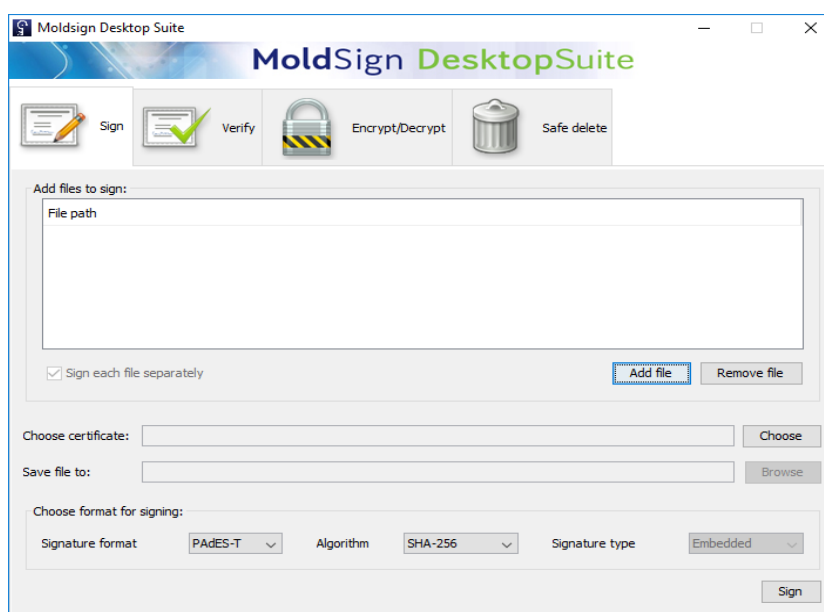 Moldsign Desktop Suite
MoldSign DesktopSuite
Sign
Verify
Encrypt/Decrypt
Safe delete
Add files to sign:
File path
Sign each file separately
Add file
Remove file
Choose certificate:
Choose
Save file to:
Browse
Choose format for signing:
Signature format
PAdES-T
Algorithm
SHA-256
Signature type
Embedded
Sign